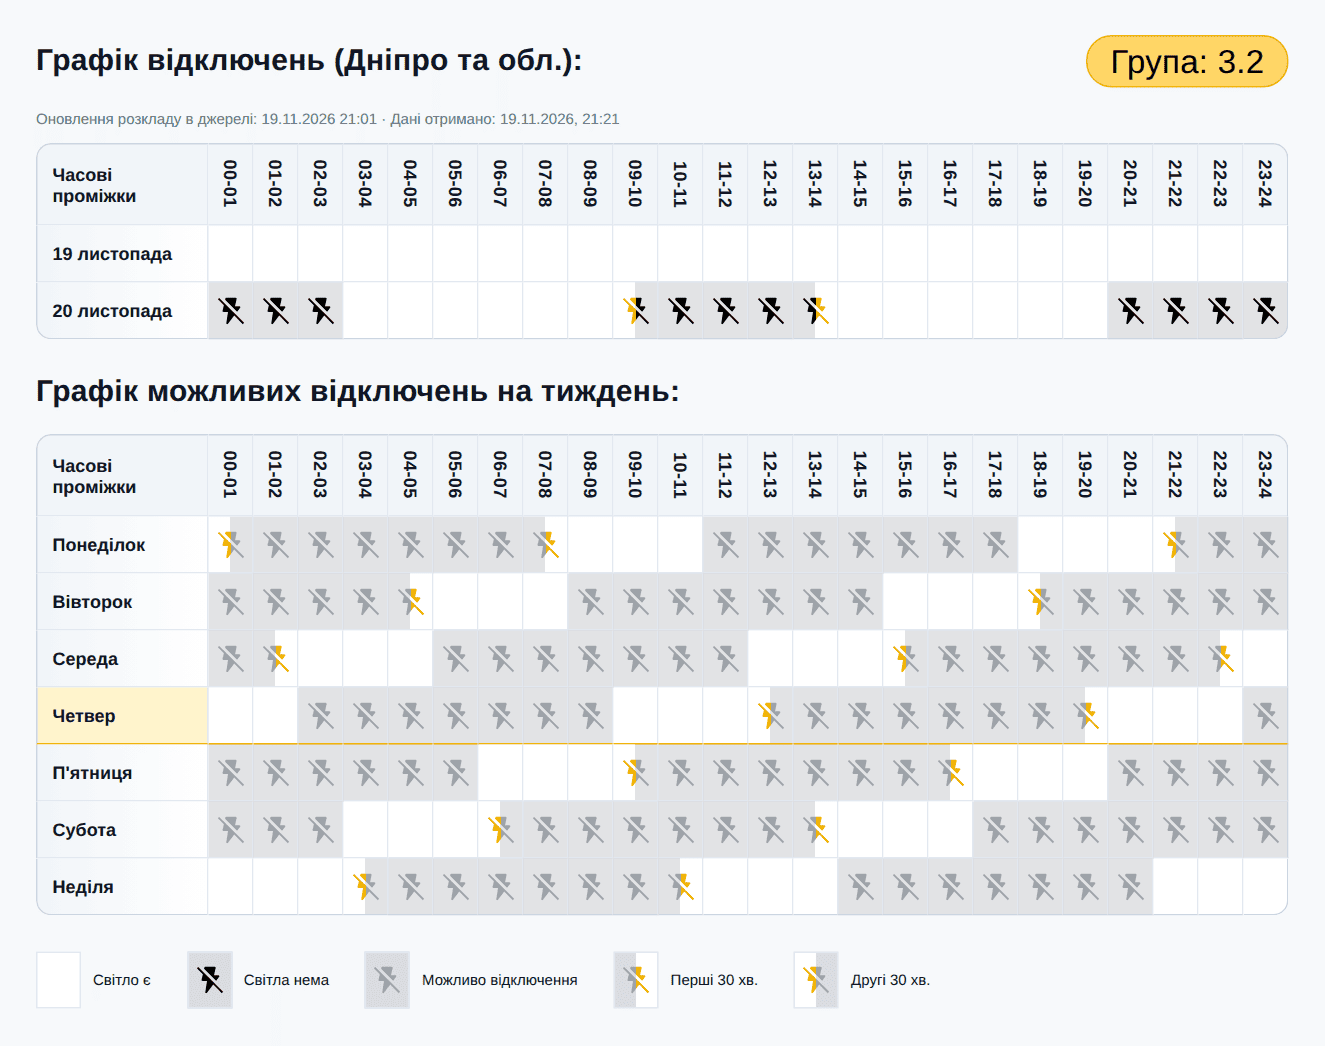 Графік відключень (Дніпро та обл.):
Група: 3.2
Оновлення розкладу в джерелі: 19.11.2026 21:01 · Дані отримано: 19.11.2026, 21:21
Часові
проміжки
00-01 01-02 02-03 03-04 04-05 05-06 06-07 07-08 08-09 09-10 10-11 11-12 12-13 13-14 14-15 15-16 16-17 17-18 18-19 19-20 20-21 21-22 22-23 23-24
19 листопада
20 листопада
Графік можливих відключень на тиждень:
Часові
проміжки
00-01 01-02 02-03 03-04 04-05 05-06 06-07 07-08 08-09 09-10 10-11 11-12 12-13 13-14 14-15 15-16 16-17 17-18 18-19 19-20 20-21 21-22 22-23 23-24
Понеділок
Вівторок
Середа
Четвер
П'ятниця
Субота
Неділя
Світло є
Світла нема
Можливо відключення
Перші 30 хв.
Другі 30 хв.